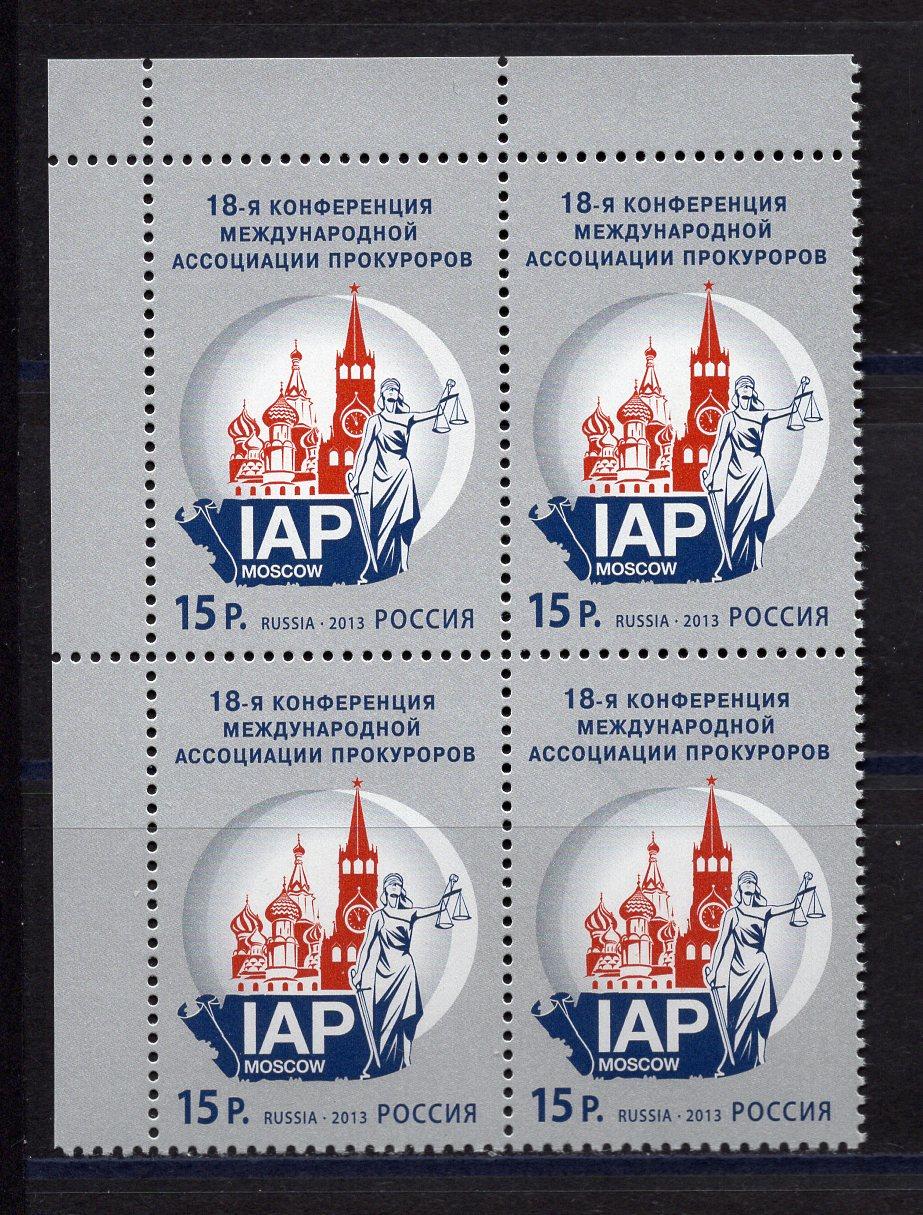 18-Я КОНФЕРЕНЦИЯ
МЕЖДУНАРОДНОЙ
АССОЦИАЦИИ ПРОКУРОРОВ
IAP
MOSCOW
15 Р. RUSSIA · 2013 РОССИЯ
18-Я КОНФЕРЕНЦИЯ
МЕЖДУНАРОДНОЙ
АССОЦИАЦИИ ПРОКУРОРОВ
IAP
MOSCOW
15 Р. RUSSIA · 2013 РОССИЯ
18-Я КОНФЕРЕНЦИЯ
МЕЖДУНАРОДНОЙ
АССОЦИАЦИИ ПРОКУРОРОВ
IAP
MOSCOW
15 Р. RUSSIA · 2013 РОССИЯ
18-Я КОНФЕРЕНЦИЯ
МЕЖДУНАРОДНОЙ
АССОЦИАЦИИ ПРОКУРОРОВ
IAP
MOSCOW
15 Р. RUSSIA · 2013 РОССИЯ